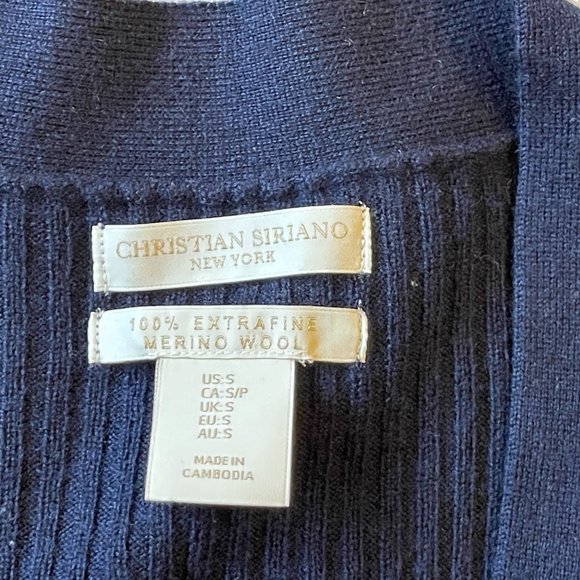 CHRISTIAN SIRIANO
NEW YORK
100% EXTRAFINE
MERINO WOOL
US:S
CA:S/P
UK:S
EU:S
AU:S
MADE IN
CAMBODIA